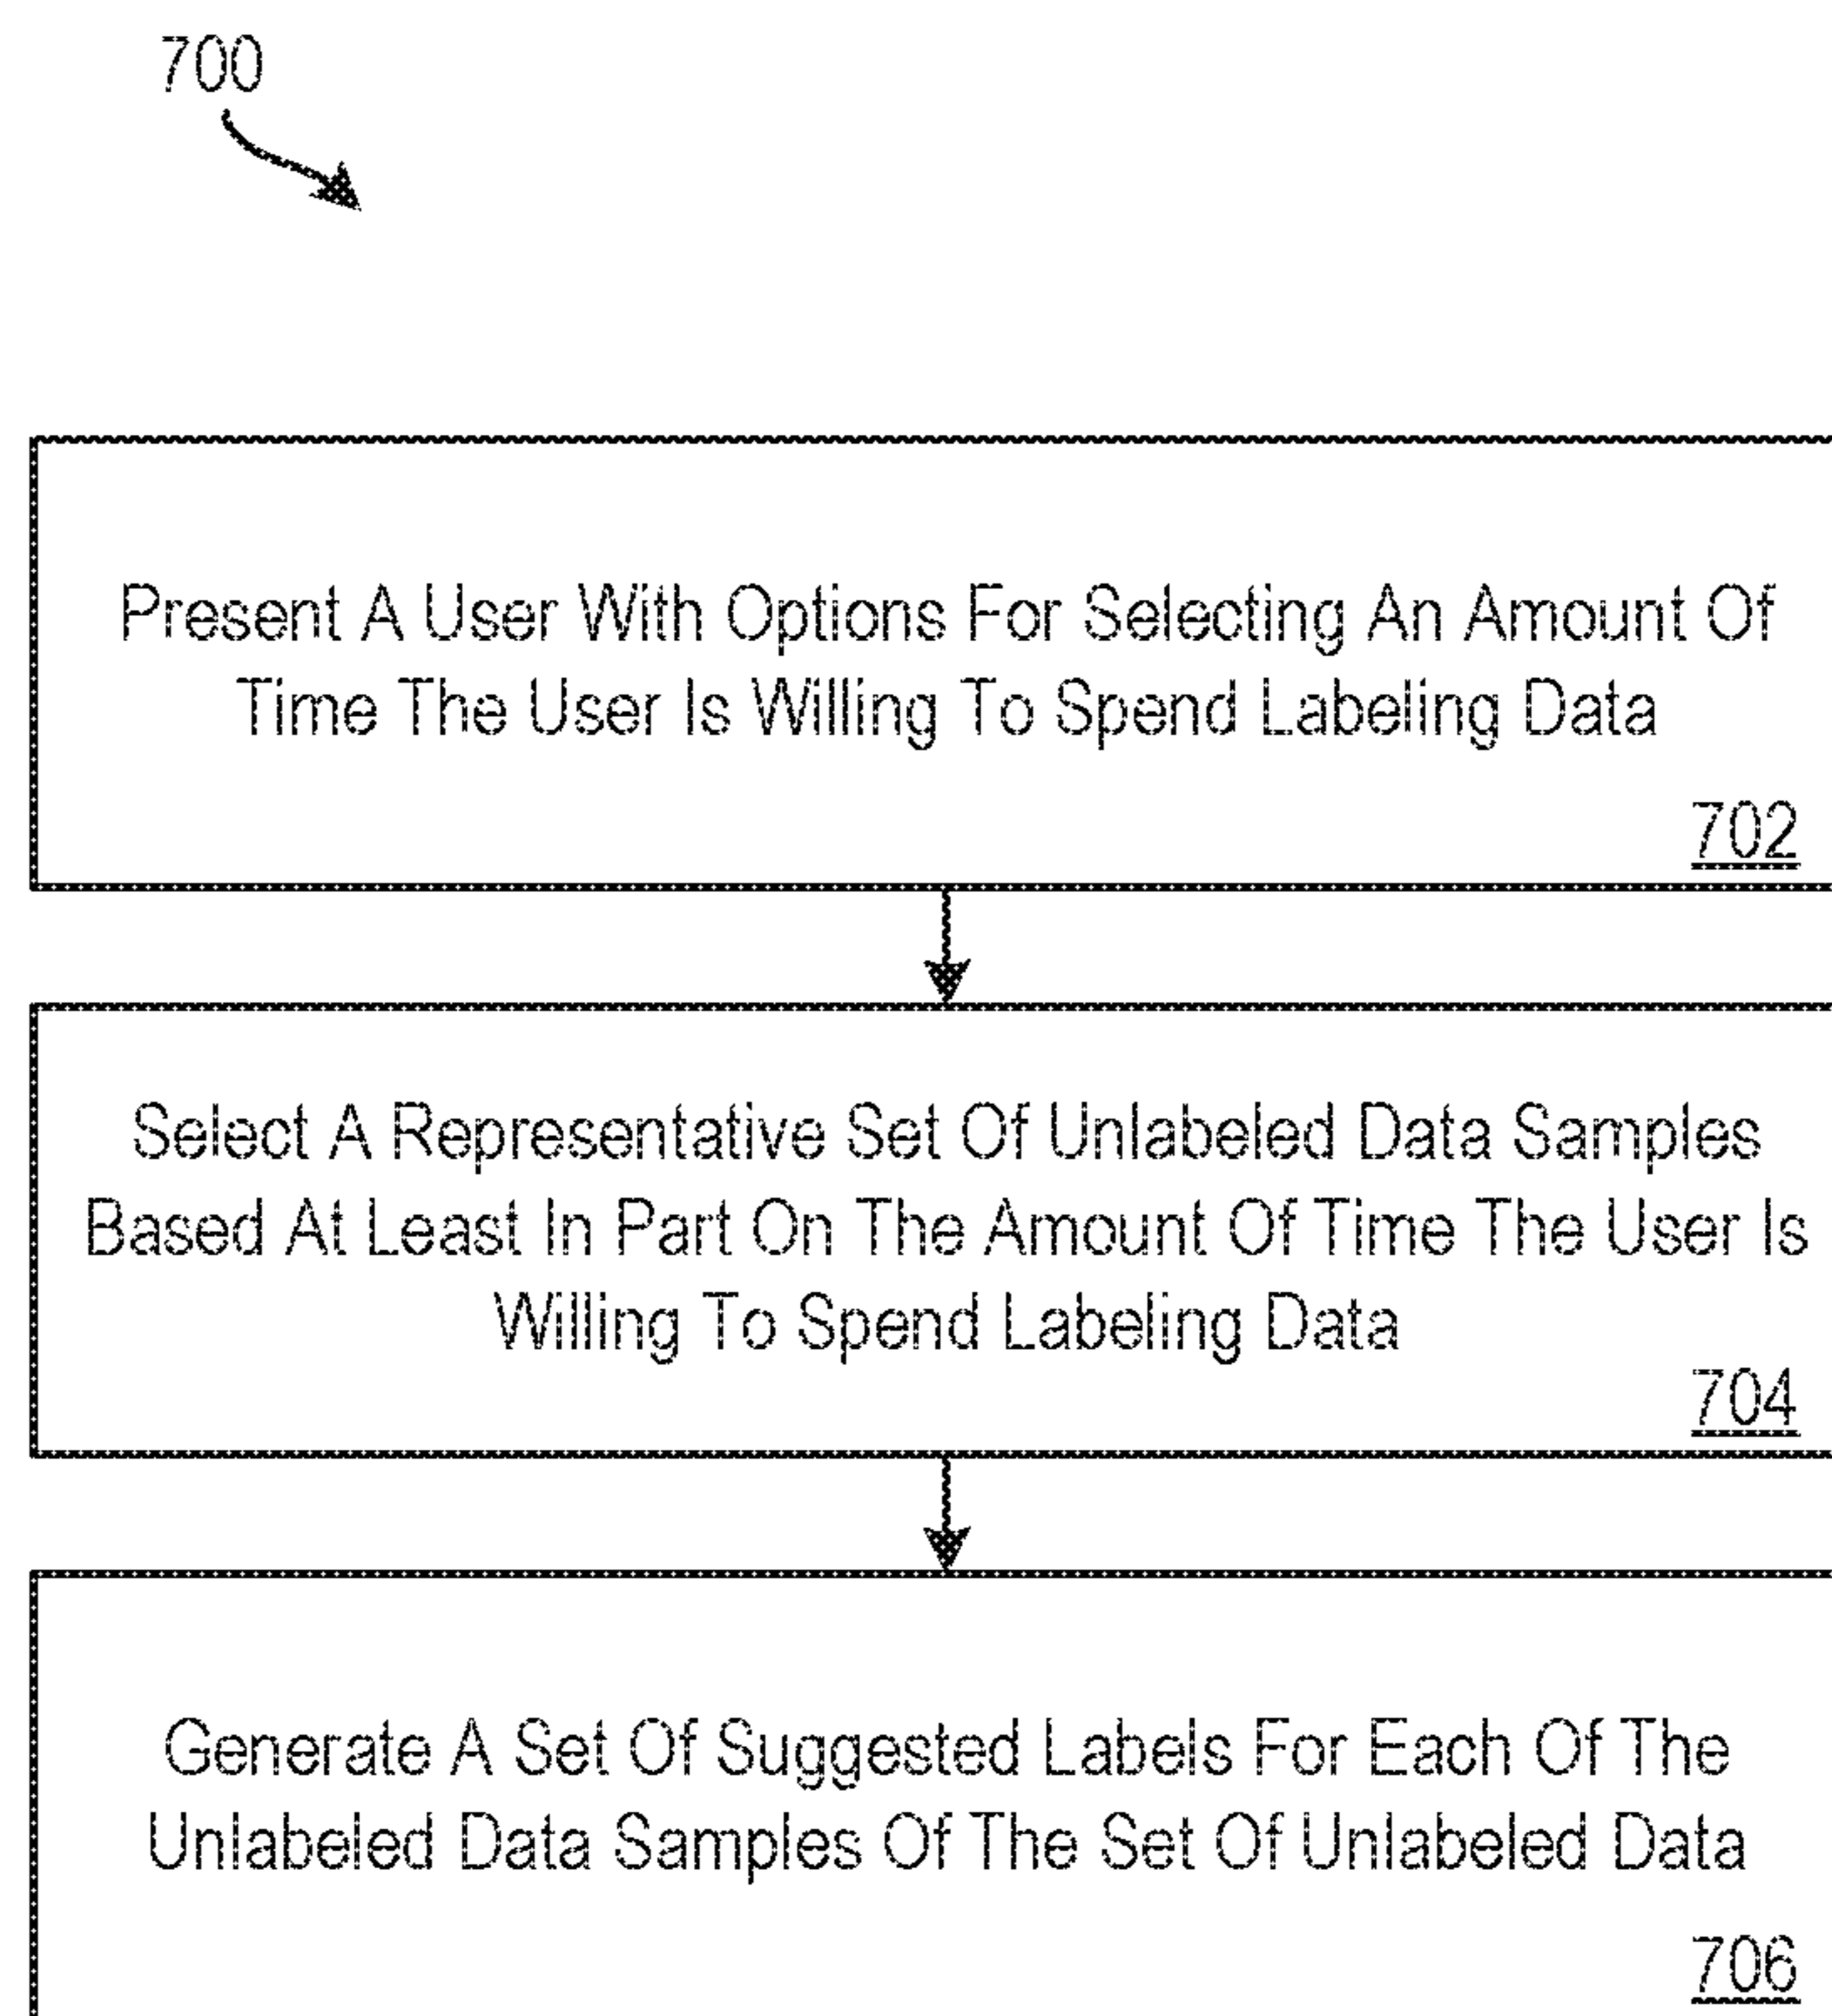 700
Present A User With Options For Selecting An Amount Of
Time The User Is Willing To Spend Labeling Data
702
Select A Representative Set Of Unlabeled Data Samples
Based At Least In Part On The Amount Of Time The User Is
Willing To Spend Labeling Data
704
Generate A Set Of Suggested Labels For Each Of The
Unlabeled Data Samples Of The Set Of Unlabeled Data
706